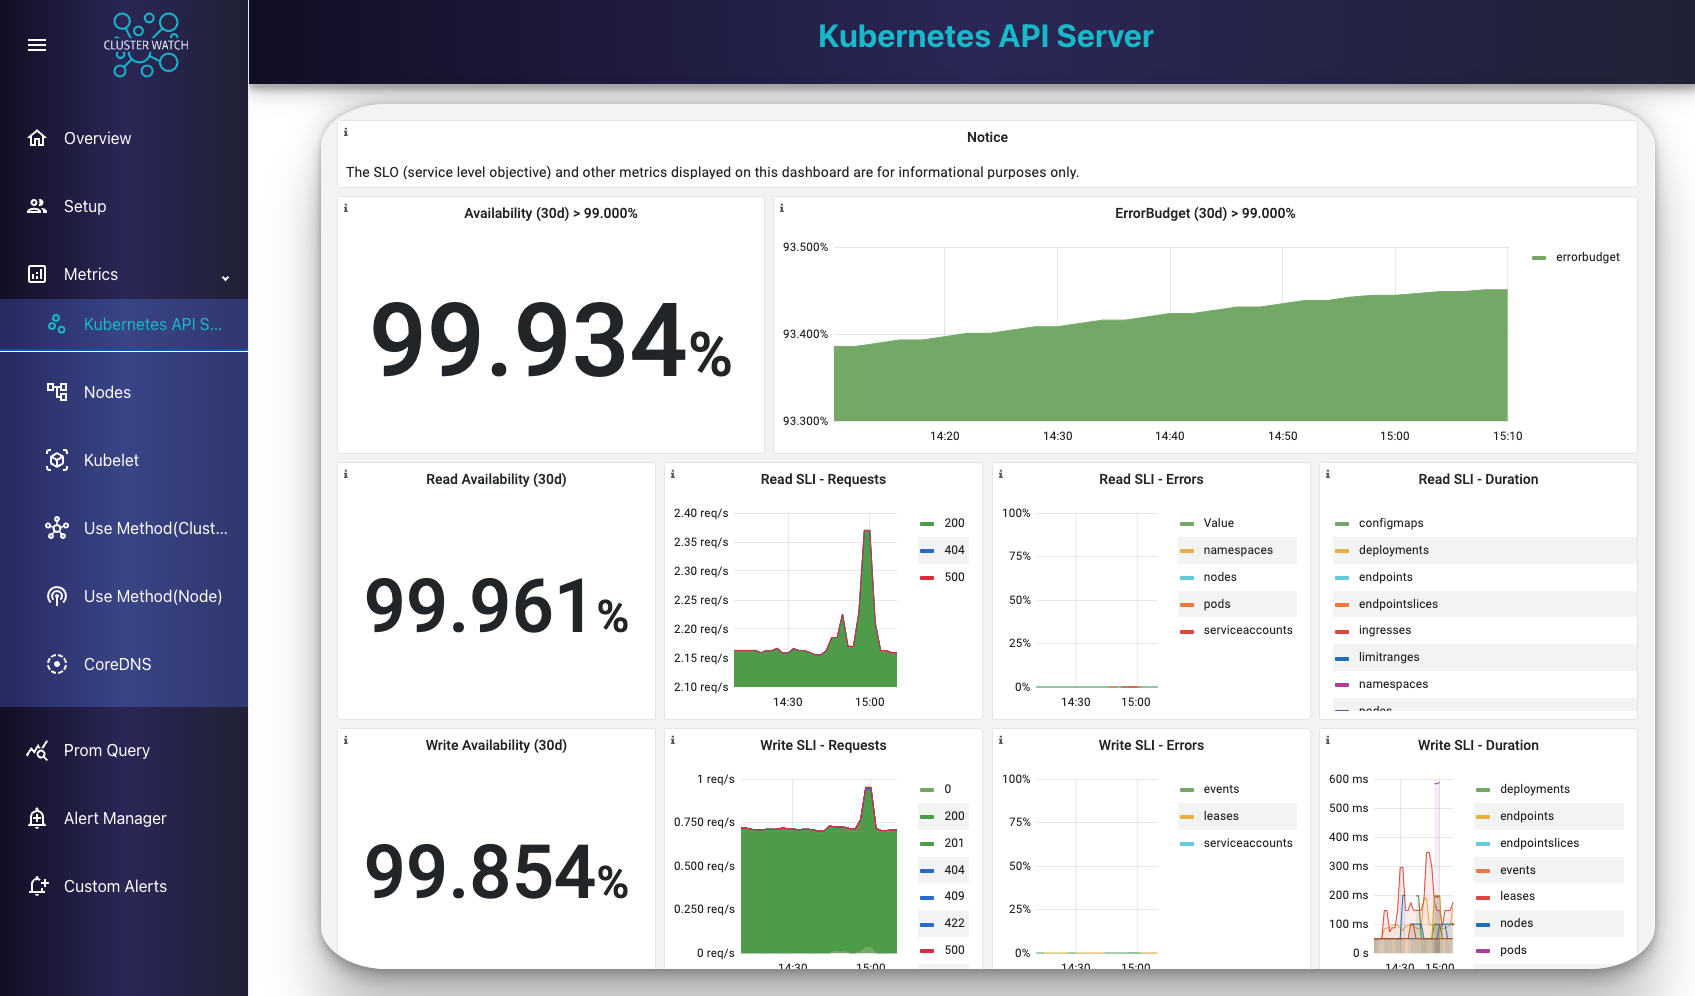 CLUSTER WATCH
Kubernetes API Server
Overview
Setup
Metrics
Kubernetes API S...
Nodes
Kubelet
Use Method(Clust...
Use Method(Node)
CoreDNS
Prom Query
Alert Manager
Custom Alerts
Notice
The SLO (service level objective) and other metrics displayed on this dashboard are for informational purposes only.
Availability (30d) > 99.000%
99.934%
ErrorBudget (30d) > 99.000%
93.500%
93.400%
93.300%
14:20 14:30 14:40 14:50 15:00 15:10
errorbudget
Read Availability (30d)
99.961%
Read SLI - Requests
2.40 req/s
2.35 req/s
2.30 req/s
2.25 req/s
2.20 req/s
2.15 req/s
2.10 req/s
14:30 15:00
200
404
500
Read SLI - Errors
100%
75%
50%
25%
0%
14:30 15:00
Value
namespaces
nodes
pods
serviceaccounts
Read SLI - Duration
configmaps
deployments
endpoints
endpointslices
ingresses
limitranges
namespaces
nodes
Write Availability (30d)
99.854%
Write SLI - Requests
1 req/s
0.750 req/s
0.500 req/s
0.250 req/s
0 req/s
14:30 15:00
0
200
201
404
409
422
500
Write SLI - Errors
100%
75%
50%
25%
0%
14:30 15:00
events
leases
serviceaccounts
Write SLI - Duration
600 ms
500 ms
400 ms
300 ms
200 ms
100 ms
0 s
14:30 15:00
deployments
endpoints
endpointslices
events
leases
nodes
pods